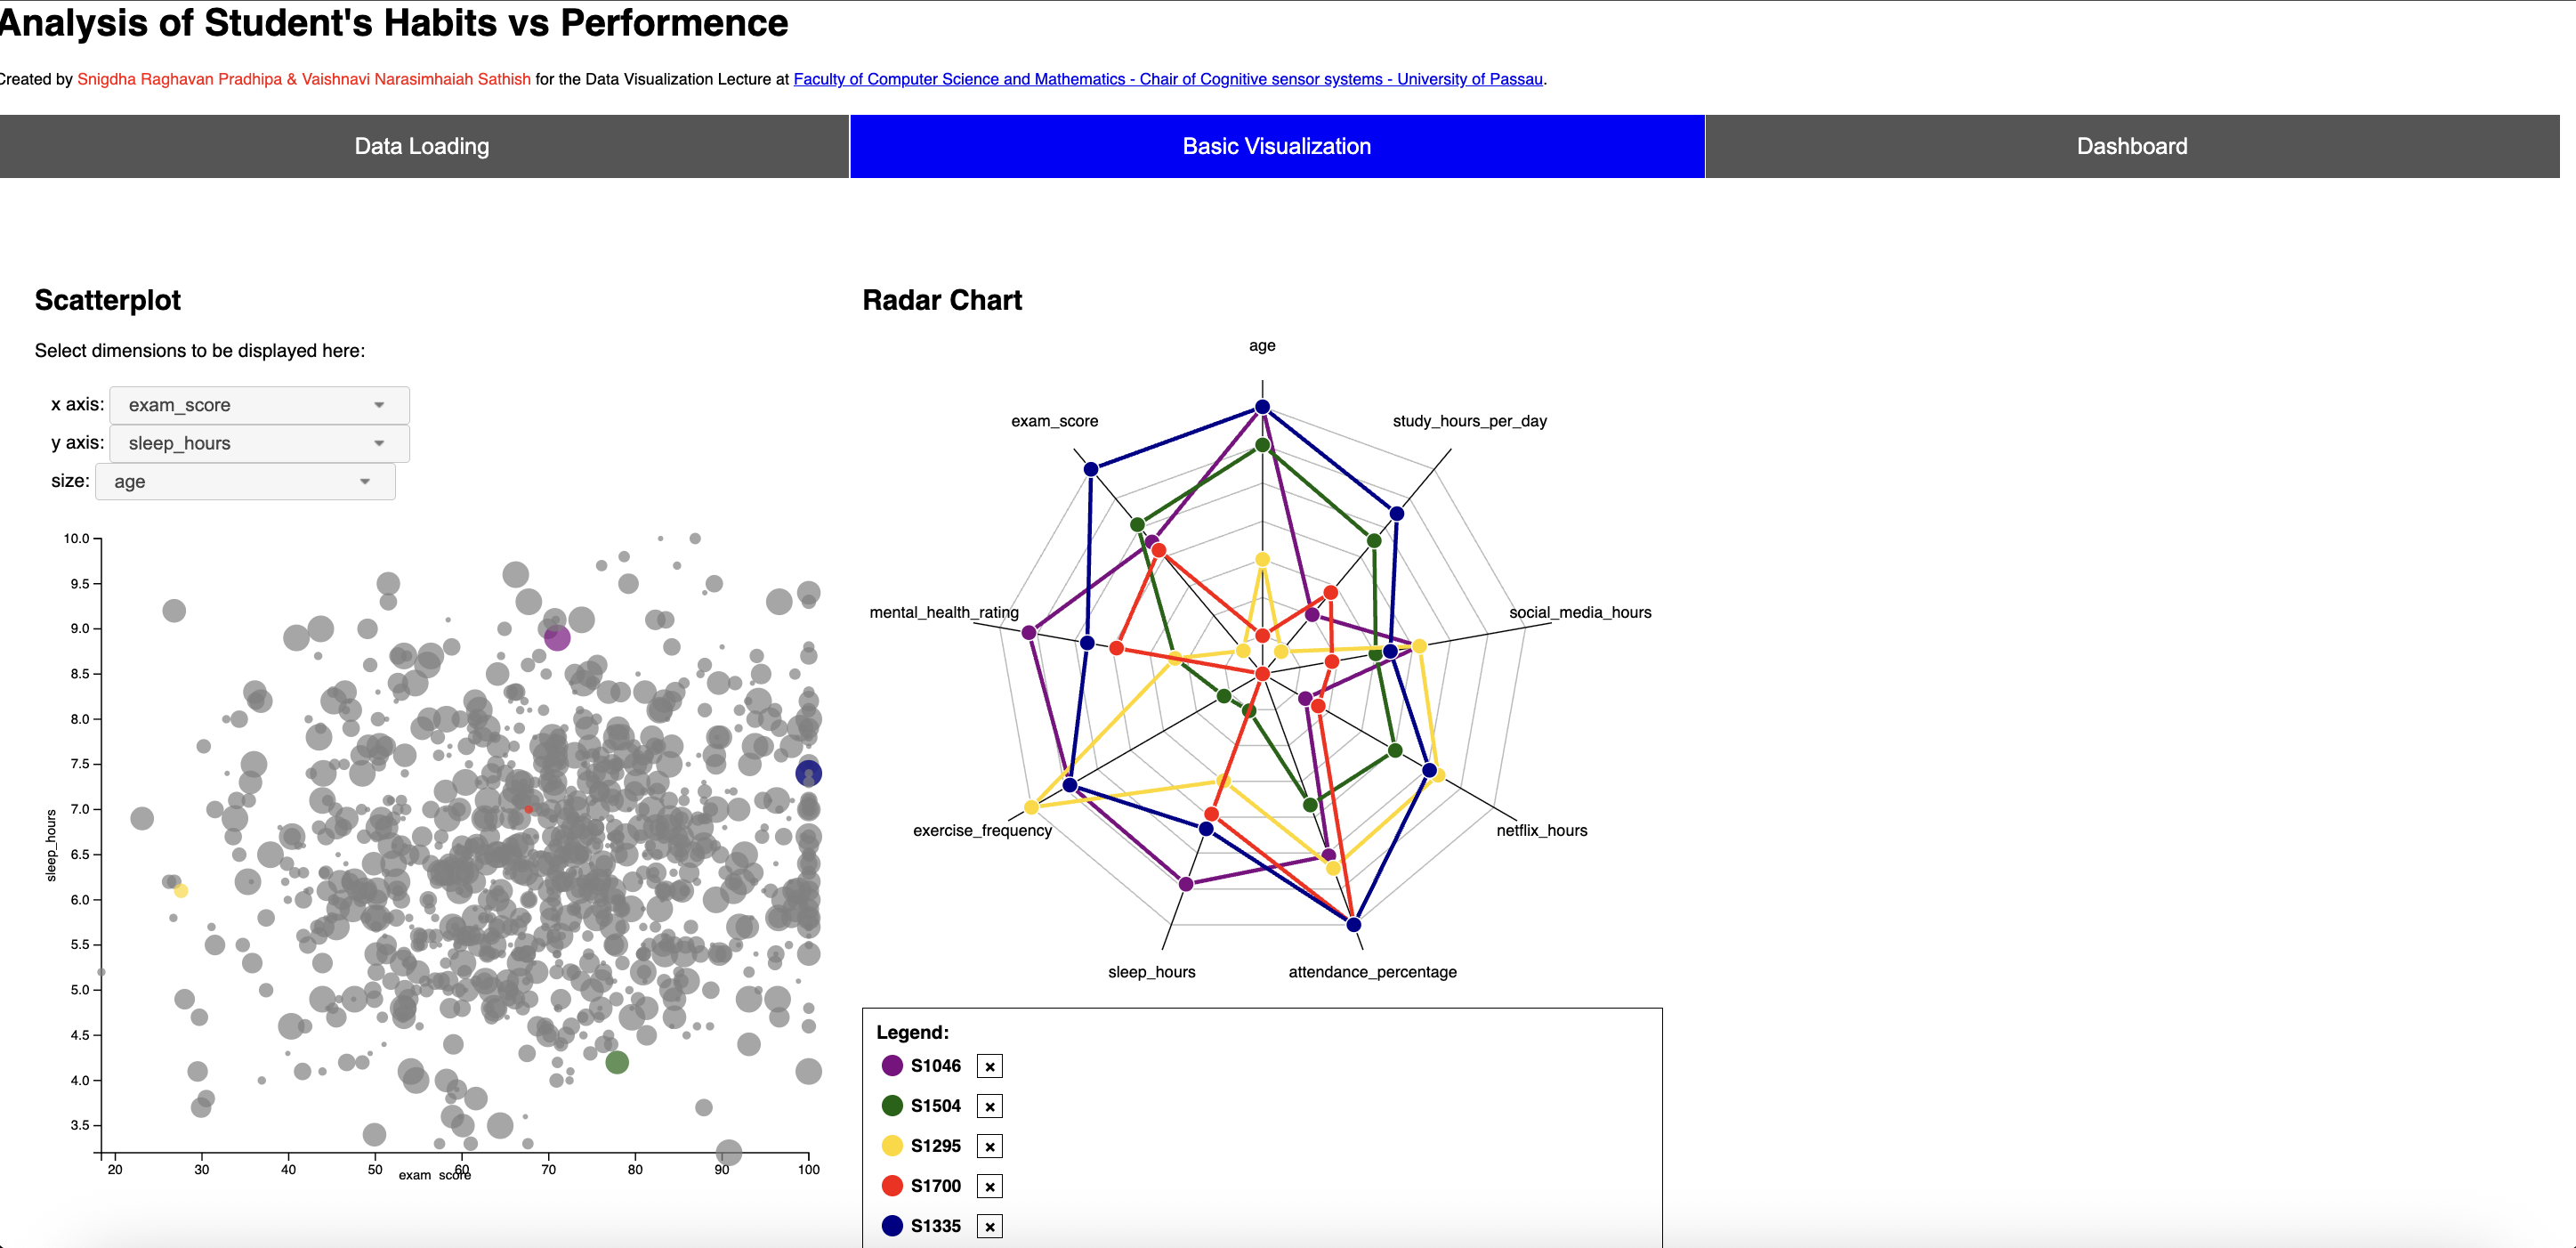 Analysis of Student's Habits vs Performence
Created by Snigdha Raghavan Pradhipa & Vaishnavi Narasimhaiah Sathish for the Data Visualization Lecture at Faculty of Computer Science and Mathematics - Chair of Cognitive sensor systems - University of Passau.
Data Loading
Basic Visualization
Dashboard
Scatterplot
Select dimensions to be displayed here:
x axis: exam_score
y axis: sleep_hours
size: age
10.0
9.5
9.0
8.5
8.0
7.5
7.0
6.5
6.0
5.5
5.0
4.5
4.0
3.5
sleep_hours
20 30 40 50 60 70 80 90 100
exam_score
Radar Chart
age
exam_score
study_hours_per_day
mental_health_rating
social_media_hours
exercise_frequency
netflix_hours
sleep_hours
attendance_percentage
Legend:
S1046 ×
S1504 ×
S1295 ×
S1700 ×
S1335 ×